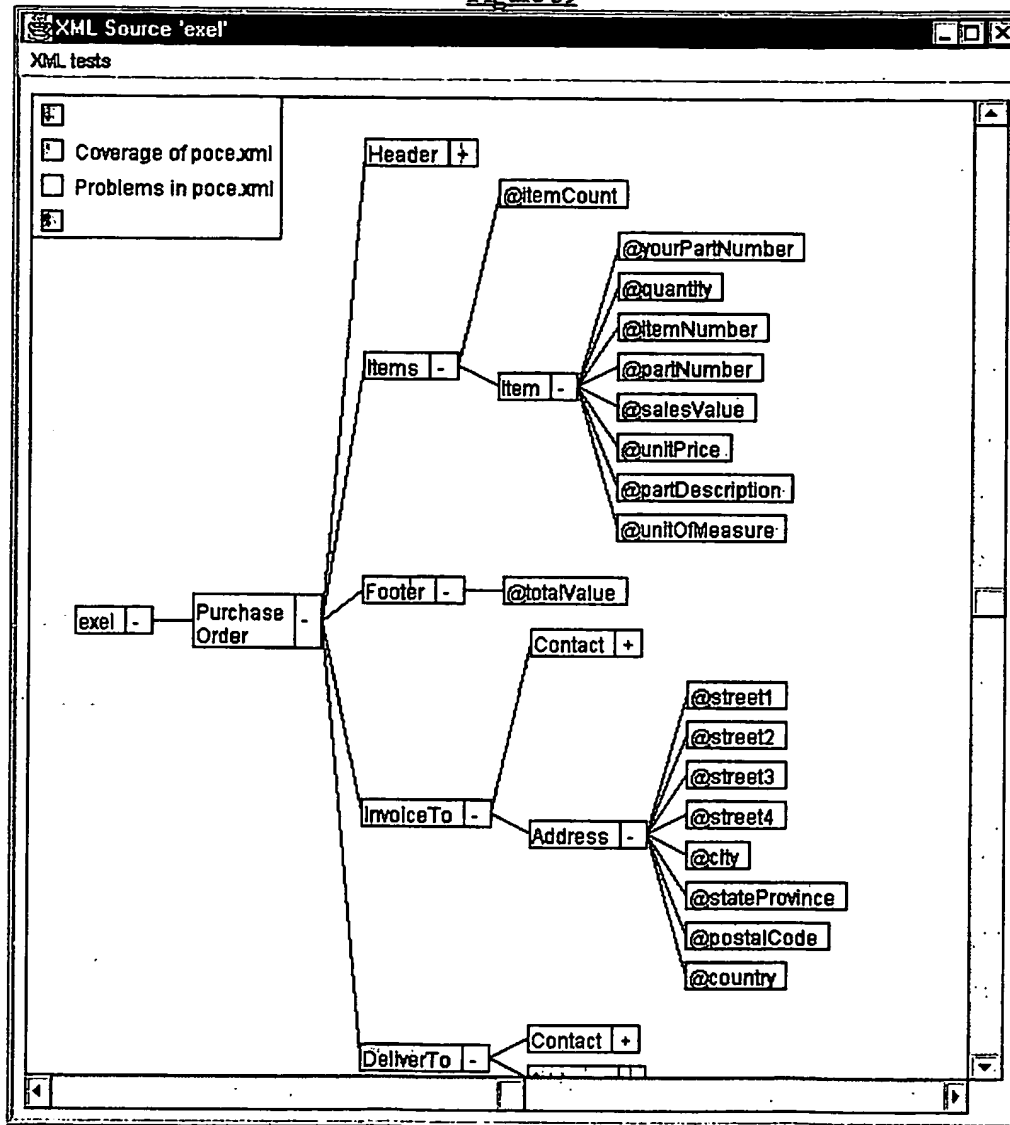 XML Source 'exel'
XML tests
Coverage of poce.xml
Problems in poce.xml
Header +
@itemCount
@yourPartNumber
@quantity
@itemNumber
@partNumber
@salesValue
@unitPrice
@partDescription
@unitOfMeasure
Items -
Item -
Footer -
@totalValue
exel -
Purchase
Order -
Contact +
@street1
@street2
@street3
@street4
@city
@stateProvince
@postalCode
@country
InvoiceTo -
Address -
DeliverTo -
Contact +